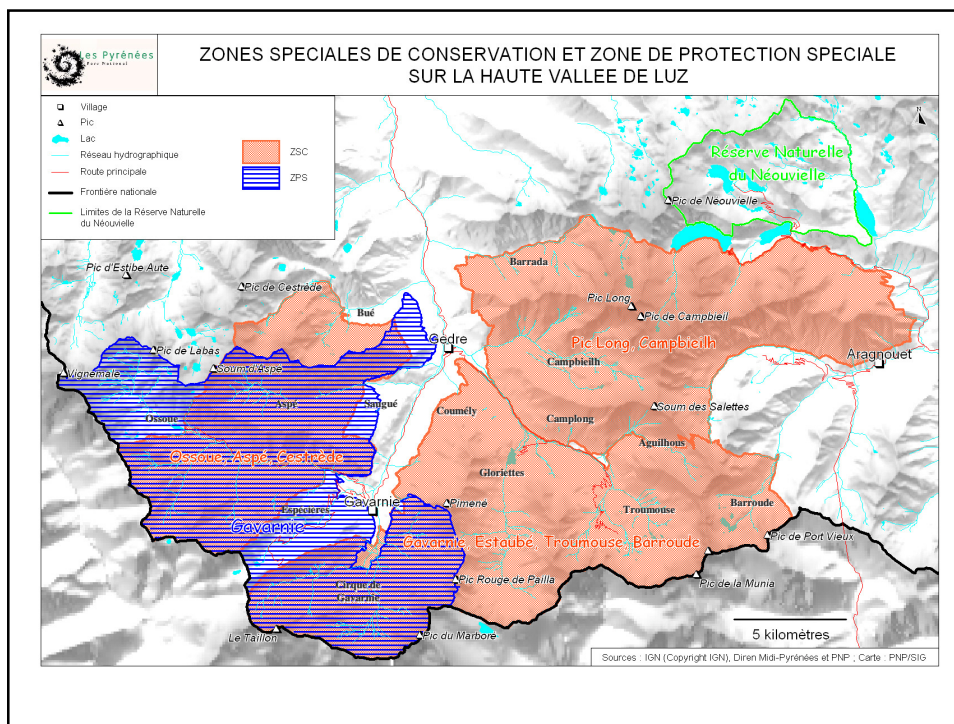 Les Pyrénées
Parc National
ZONES SPECIALES DE CONSERVATION ET ZONE DE PROTECTION SPECIALE
SUR LA HAUTE VALLEE DE LUZ
Village
Pic
Lac
Réseau hydrographique
Route principale
Frontière nationale
Limites de la Réserve Naturelle
du Néouvielle
ZSC
ZPS
N
Réserve Naturelle
du Néouvielle
Pic de Néouvielle
Barrada
Pic d'Estibe Aute
Pic de Cestrède
Bué
Pic Long
Pic de Campbieil
Gèdre
Pic Long, Campbieilh
Pic de Labas
Aragnouet
Soum d'Aspe
Campbieilh
Vignemale
Aspé
Saugué
Coumély
Soum des Salettes
Ossoue
Camplong
Aguilhous
Ossoue, Aspé, Cestrède
Gloriettes
Gavarnie
Pimené
Barroude
Especières
Troumouse
Gavarnie
Gavarnie, Estaube, Troumouse, Barroude
Pic de Port Vieux
Pic Rouge de Pailla
Pic de la Munia
Cirque de
Gavarnie
Le Taillon
Pic du Marboré
5 kilomètres
Sources : IGN (Copyright IGN), Diren Midi-Pyrénées et PNP ; Carte : PNP/SIG